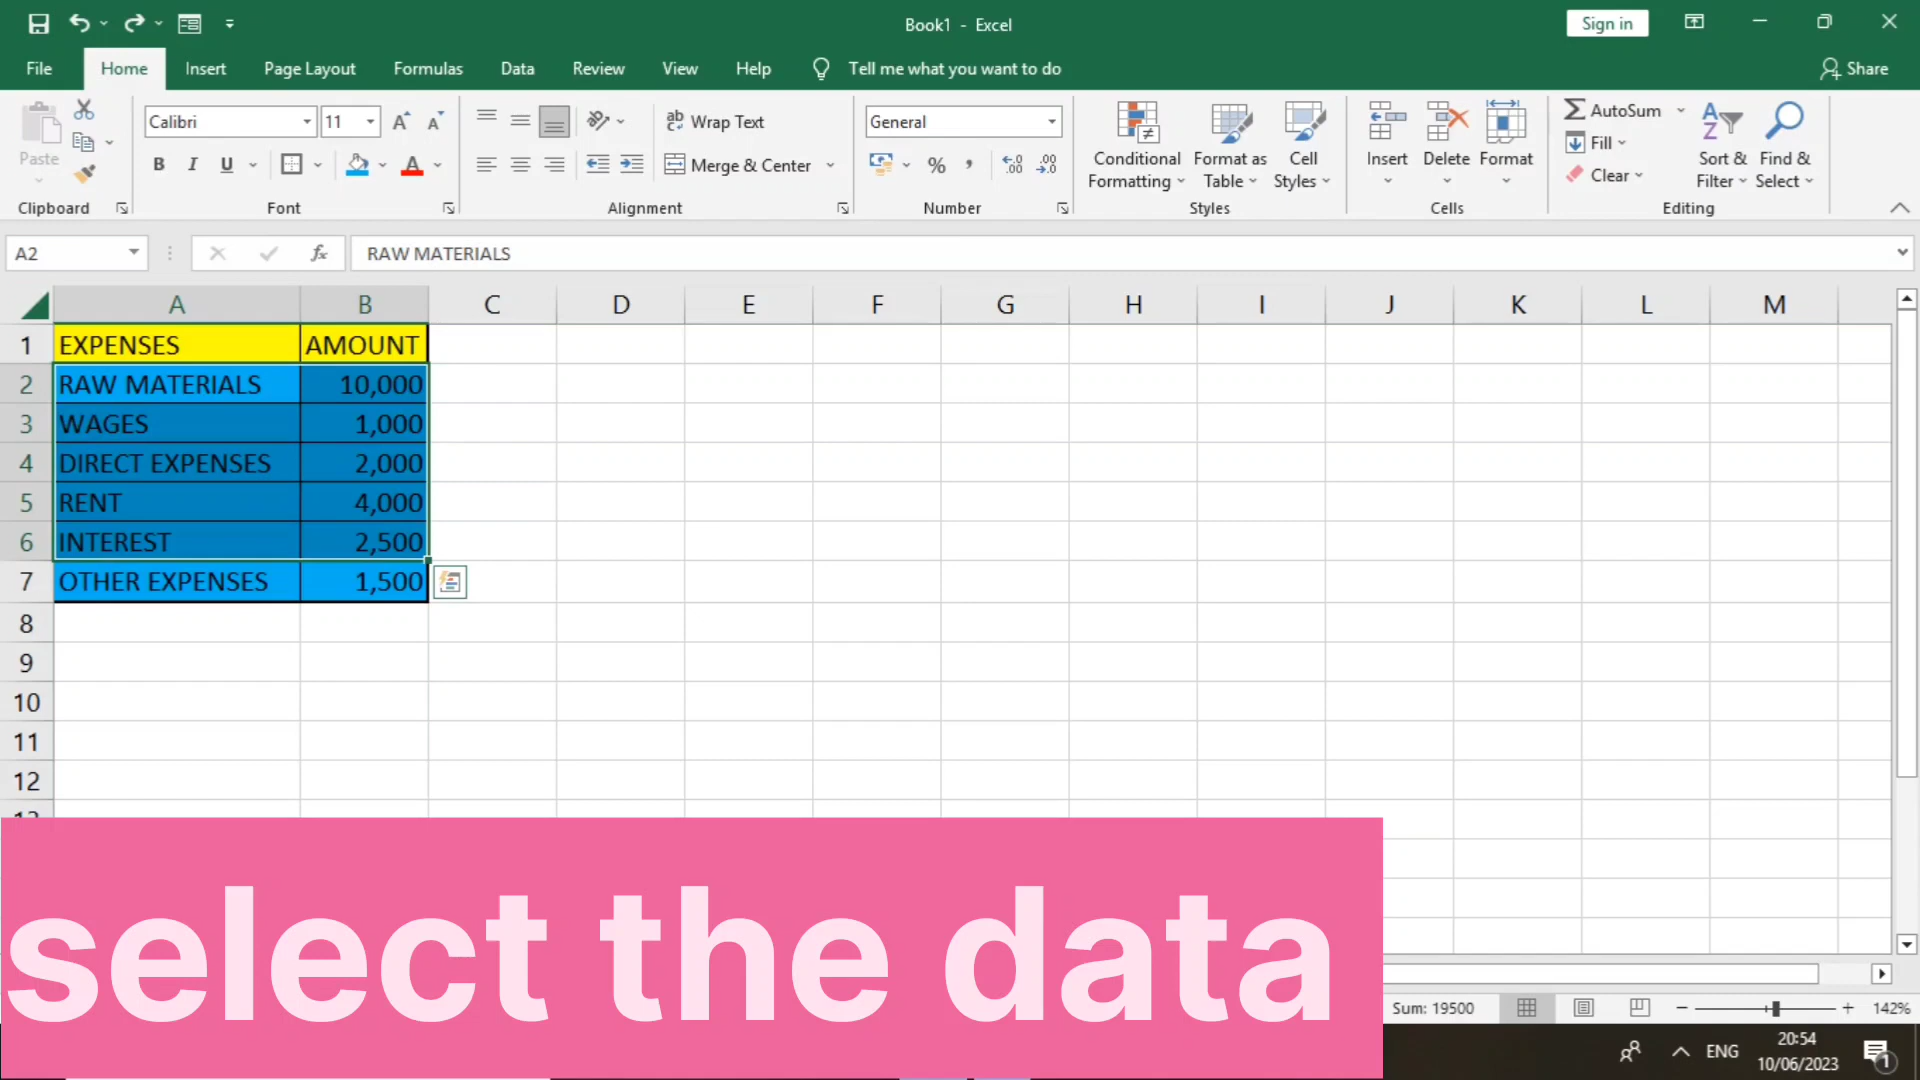 Book1 - Excel
Sign in
File Home Insert Page Layout Formulas Data Review View Help Tell me what you want to do Share
Paste
Clipboard
Calibri 11
B I U A
Font
ab Wrap Text
Merge & Center
Alignment
General
% , .00
Number
Conditional Formatting
Format as Table
Cell Styles
Styles
Insert Delete Format
Cells
AutoSum
Fill
Clear
Sort & Filter
Find & Select
Editing
A2 fx RAW MATERIALS
A B C D E F G H I J K L M
1 EXPENSES AMOUNT
2 RAW MATERIALS 10,000
3 WAGES 1,000
4 DIRECT EXPENSES 2,000
5 RENT 4,000
6 INTEREST 2,500
7 OTHER EXPENSES 1,500
8
9
10
11
12
select the data
Sum: 19500 142%
ENG 20:54
10/06/2023 1